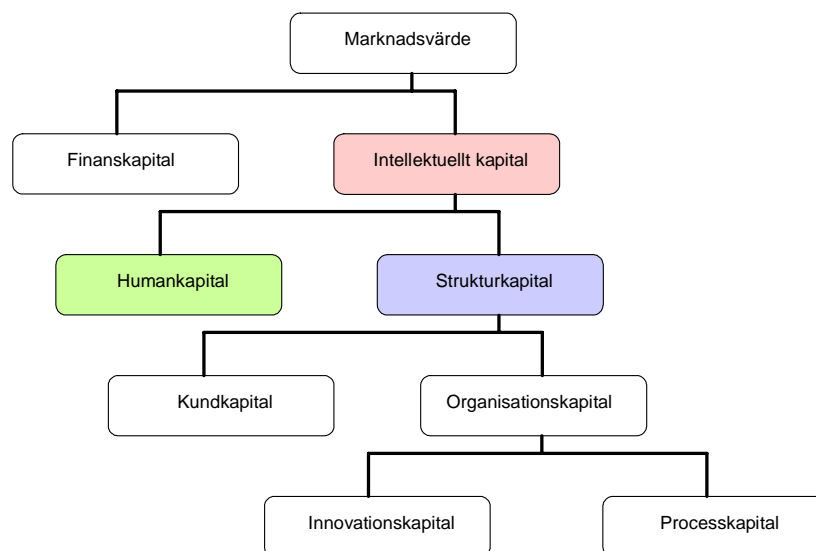 Marknadsvärde
Finanskapital
Intellektuellt kapital
Humankapital
Strukturkapital
Kundkapital
Organisationskapital
Innovationskapital
Processkapital